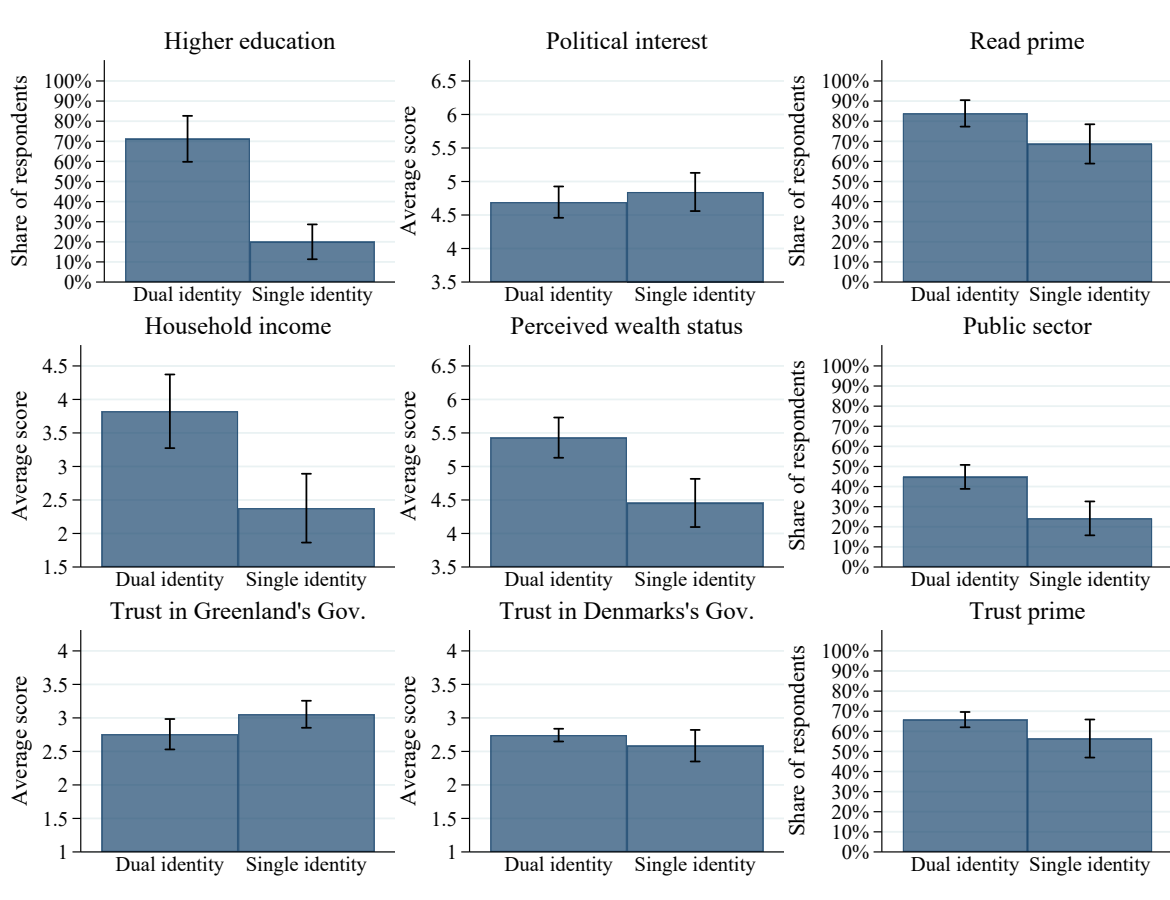 Higher education
Share of respondents
100%
90%
80%
70%
60%
50%
40%
30%
20%
10%
0%
Dual identity Single identity
Political interest
Average score
6.5
6
5.5
5
4.5
4
3.5
Dual identity Single identity
Read prime
Share of respondents
100%
90%
80%
70%
60%
50%
40%
30%
20%
10%
0%
Dual identity Single identity
Household income
Average score
4.5
4
3.5
3
2.5
2
1.5
Dual identity Single identity
Perceived wealth status
Average score
6.5
6
5.5
5
4.5
4
3.5
Dual identity Single identity
Public sector
Share of respondents
100%
90%
80%
70%
60%
50%
40%
30%
20%
10%
0%
Dual identity Single identity
Trust in Greenland's Gov.
Average score
4
3.5
3
2.5
2
1.5
1
Dual identity Single identity
Trust in Denmarks's Gov.
Average score
4
3.5
3
2.5
2
1.5
1
Dual identity Single identity
Trust prime
Share of respondents
100%
90%
80%
70%
60%
50%
40%
30%
20%
10%
0%
Dual identity Single identity